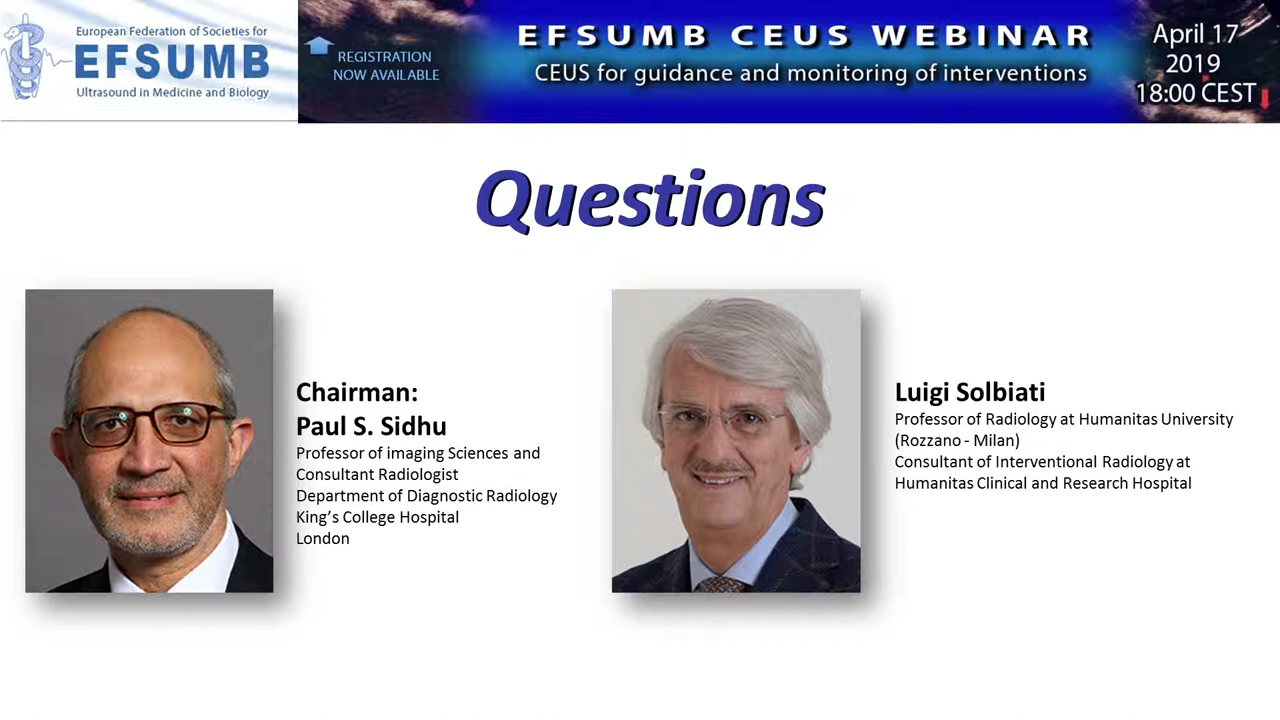 European Federation of Societies for
EFSUMB
Ultrasound in Medicine and Biology
REGISTRATION
NOW AVAILABLE
EFSUMB CEUS WEBINAR
CEUS for guidance and monitoring of interventions
April 17
2019
18:00 CEST
Questions
Chairman:
Paul S. Sidhu
Professor of imaging Sciences and
Consultant Radiologist
Department of Diagnostic Radiology
King's College Hospital
London
Luigi Solbiati
Professor of Radiology at Humanitas University
(Rozzano - Milan)
Consultant of Interventional Radiology at
Humanitas Clinical and Research Hospital